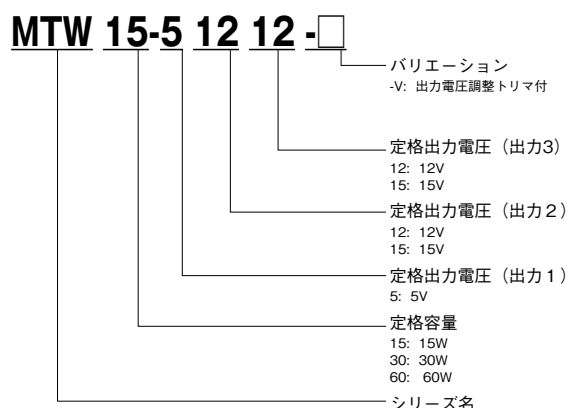 MTW 15-5 12 12 -□
バリエーション
-V: 出力電圧調整トリマ付
定格出力電圧（出力3）
12: 12V
15: 15V
定格出力電圧（出力２）
12: 12V
15: 15V
定格出力電圧（出力１）
5: 5V
定格容量
15: 15W
30: 30W
60: 60W
シリーズ名